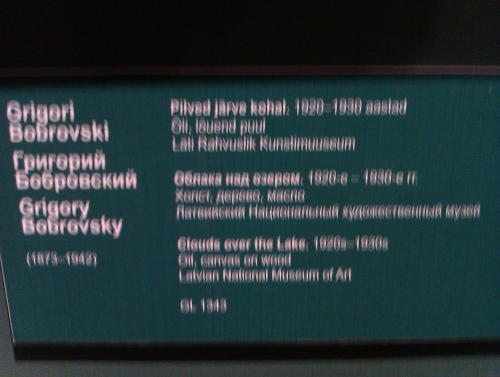 Grigori
Bobrovski
Григорий
Бобровский
Grigory
Bobrovsky
(1873–1942)
Pilved järve kohal. 1920–1930 aastad
Õli, lõuend puul
Läti Rahvuslik Kunstimuuseum
Облака над озером. 1920-е – 1930-е гг.
Холст, дерево, масло
Латвийский Национальный художественный музей
Clouds over the Lake. 1920s–1930s
Oil, canvas on wood
Latvian National Museum of Art
GL 1343